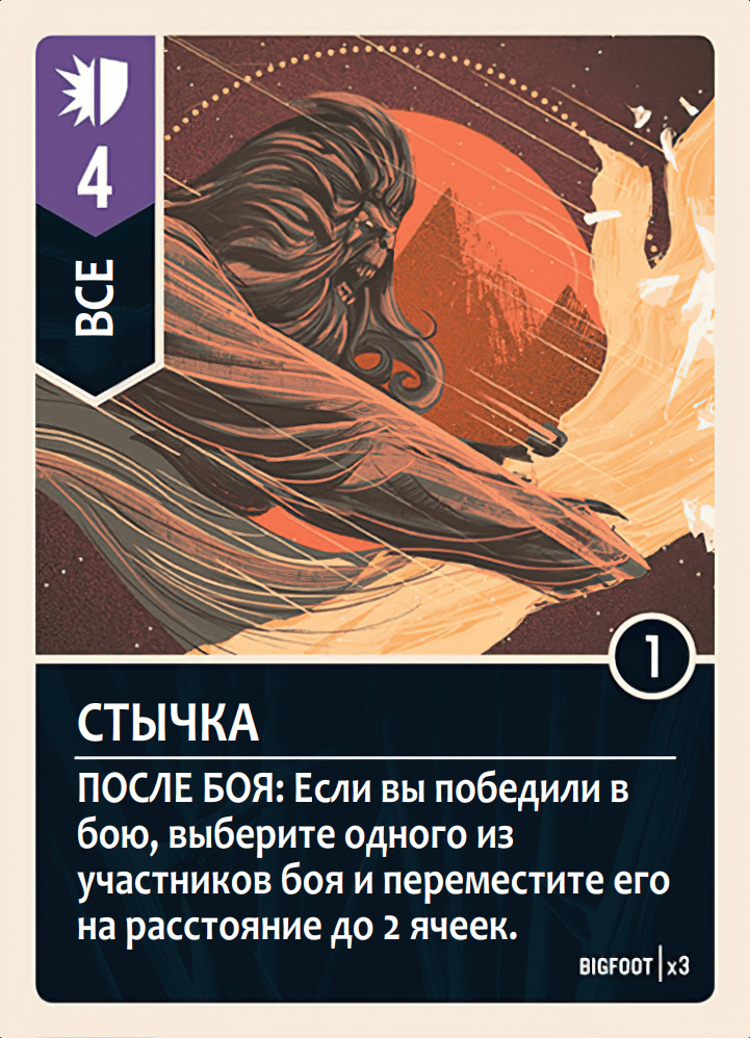 4
ВСЕ
1
СТЫЧКА
ПОСЛЕ БОЯ: Если вы победили в
бою, выберите одного из
участников боя и переместите его
на расстояние до 2 ячеек.
BIGFOOT | x3